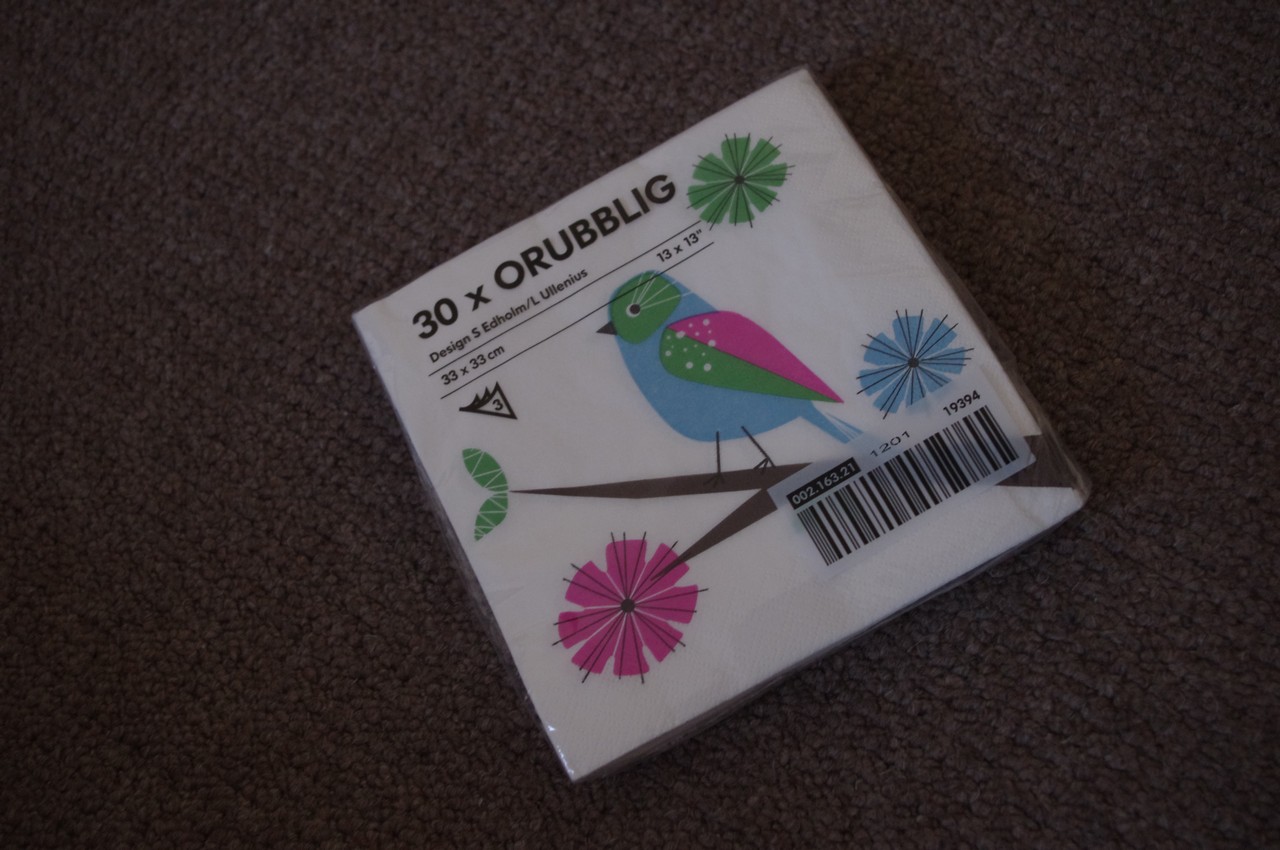 30 x ORUBBLIG
Design S Edholm/L Ullenius
33 x 33 cm 13 x 13"
3
19394
002.163.21 1201